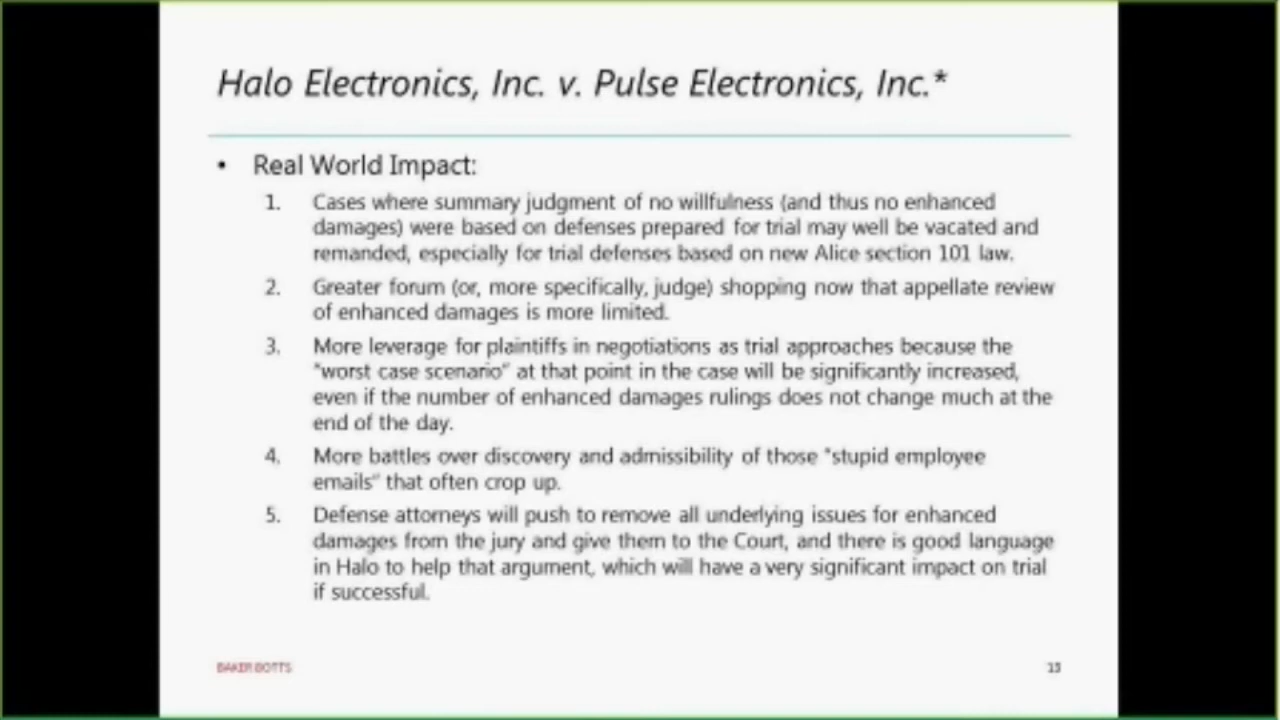 Halo Electronics, Inc. v. Pulse Electronics, Inc.*
• Real World Impact:
1. Cases where summary judgment of no willfulness (and thus no enhanced
damages) were based on defenses prepared for trial may well be vacated and
remanded, especially for trial defenses based on new Alice section 101 law.
2. Greater forum (or, more specifically, judge) shopping now that appellate review
of enhanced damages is more limited.
3. More leverage for plaintiffs in negotiations as trial approaches because the
"worst case scenario" at that point in the case will be significantly increased,
even if the number of enhanced damages rulings does not change much at the
end of the day.
4. More battles over discovery and admissibility of those "stupid employee
emails" that often crop up.
5. Defense attorneys will push to remove all underlying issues for enhanced
damages from the jury and give them to the Court, and there is good language
in Halo to help that argument, which will have a very significant impact on trial
if successful.
BAKER BOTTS